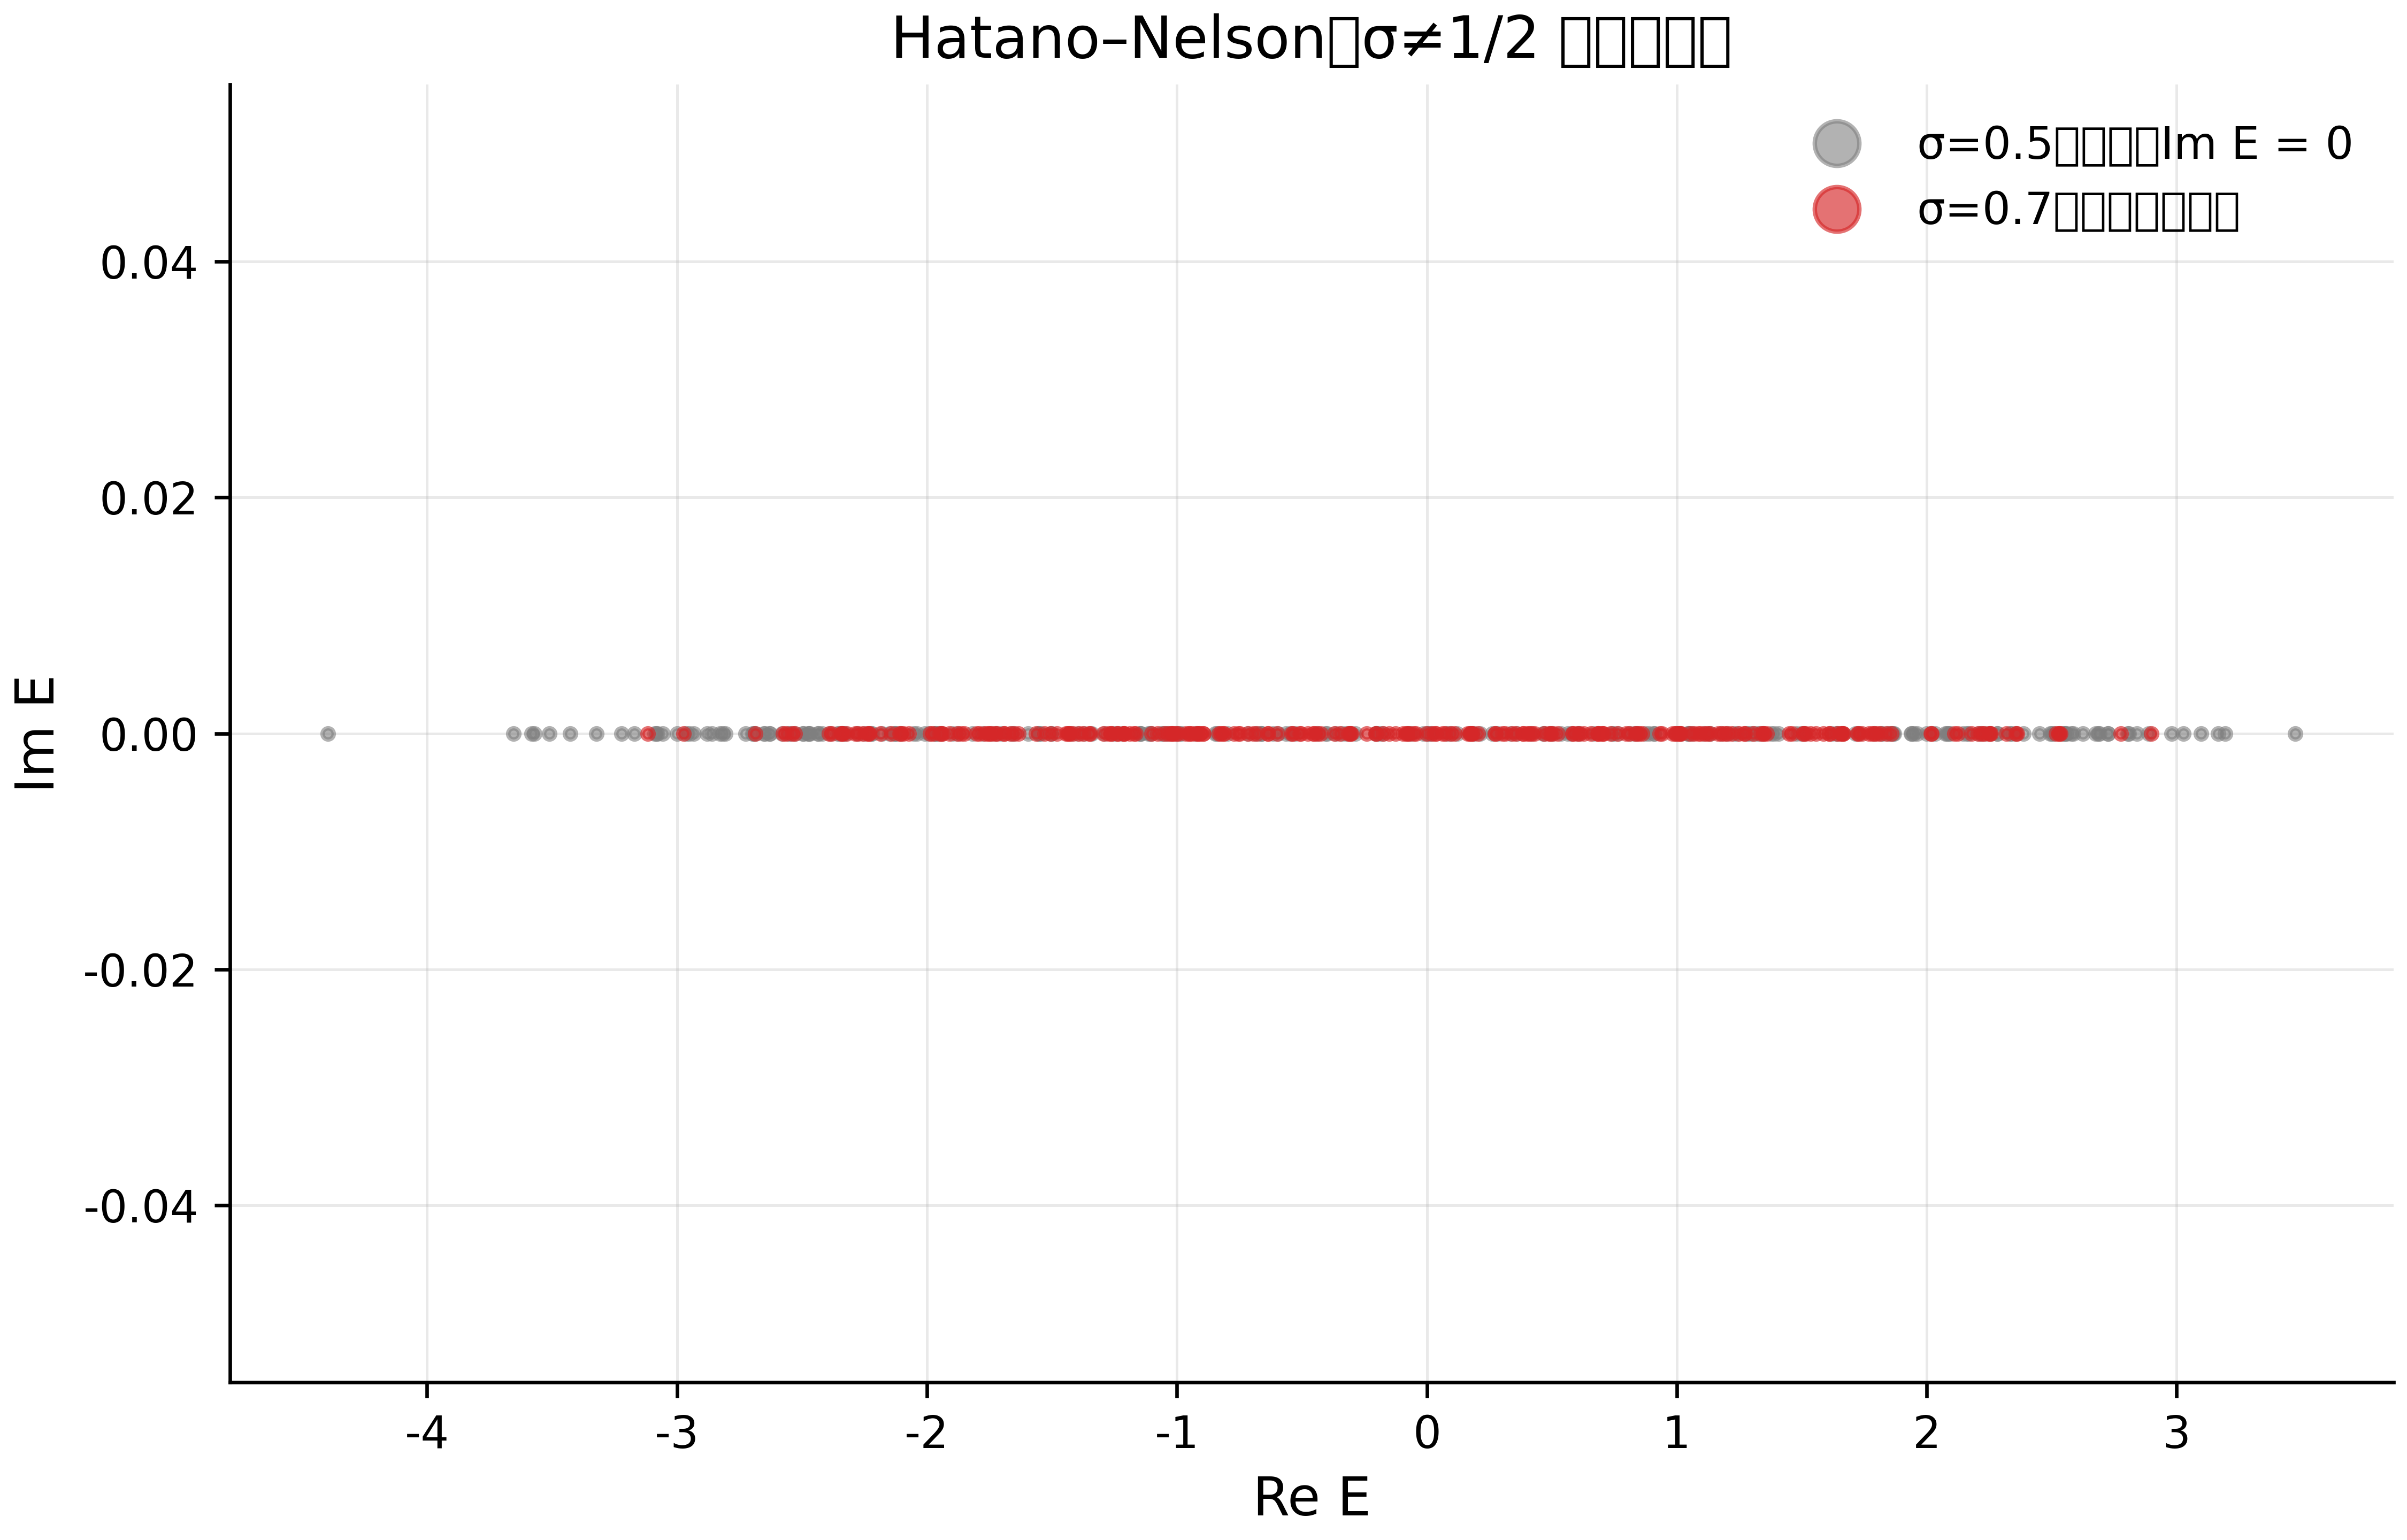 Hatano–Nelson□σ≠1/2 □□□□□
σ=0.5□□□□Im E = 0
σ=0.7□□□□□□□
0.04
0.02
0.00
-0.02
-0.04
Im E
-4 -3 -2 -1 0 1 2 3
Re E